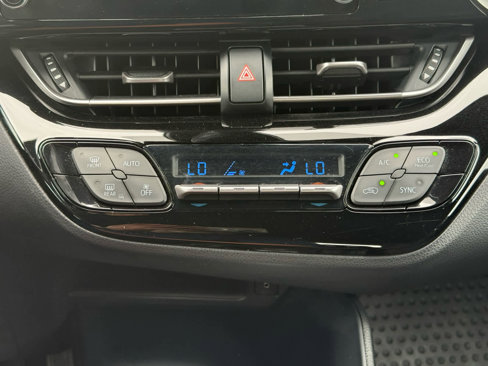 FRONT AUTO
REAR OFF
LO LO
A/C ECO
SYNC